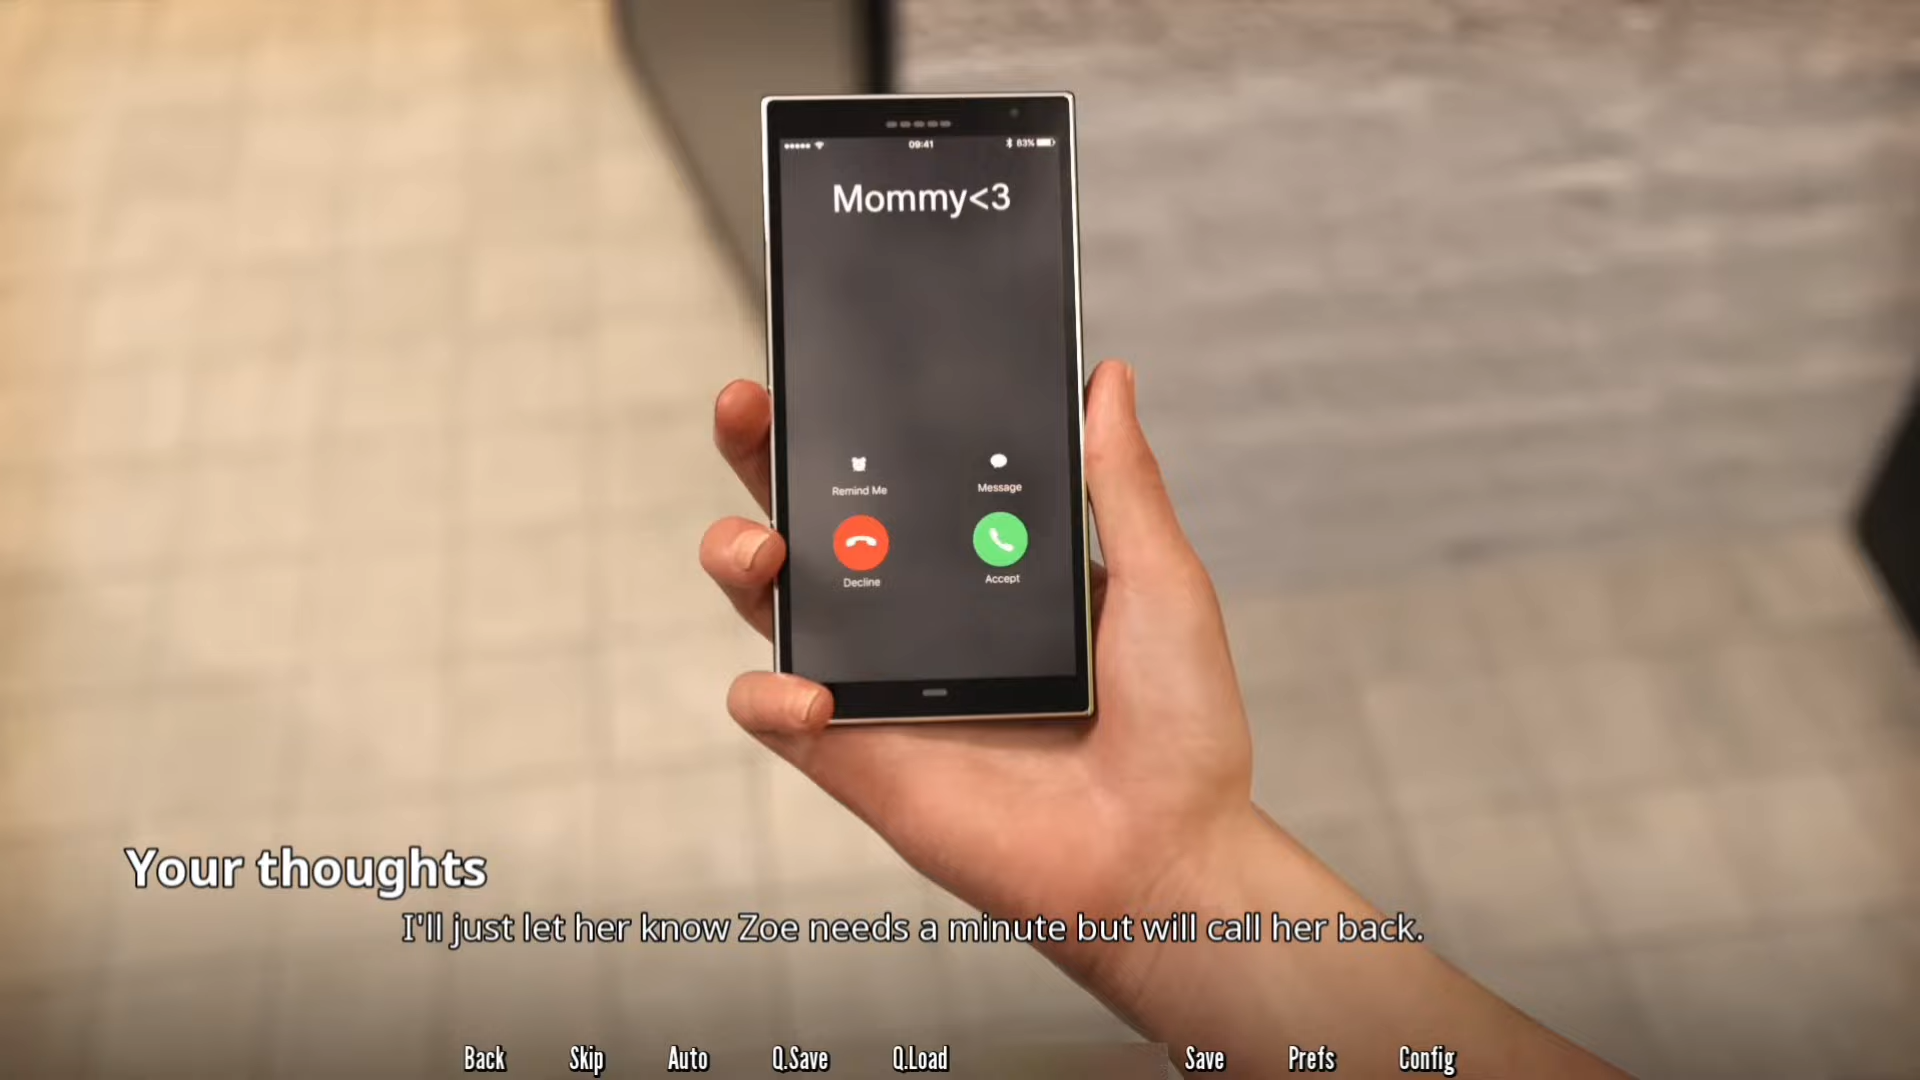 09:41
83%
Mommy<3
Remind Me
Message
Decline
Accept
Your thoughts
I'll just let her know Zoe needs a minute but will call her back.
Back Skip Auto Q.Save Q.Load Save Prefs Config